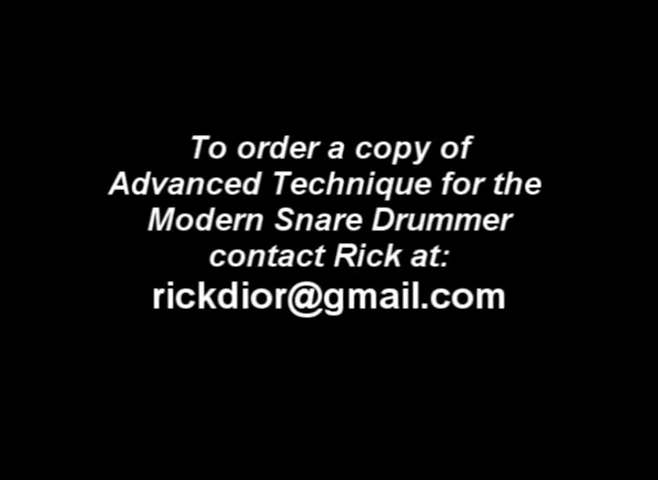 To order a copy of
Advanced Technique for the
Modern Snare Drummer
contact Rick at:
rickdior@gmail.com